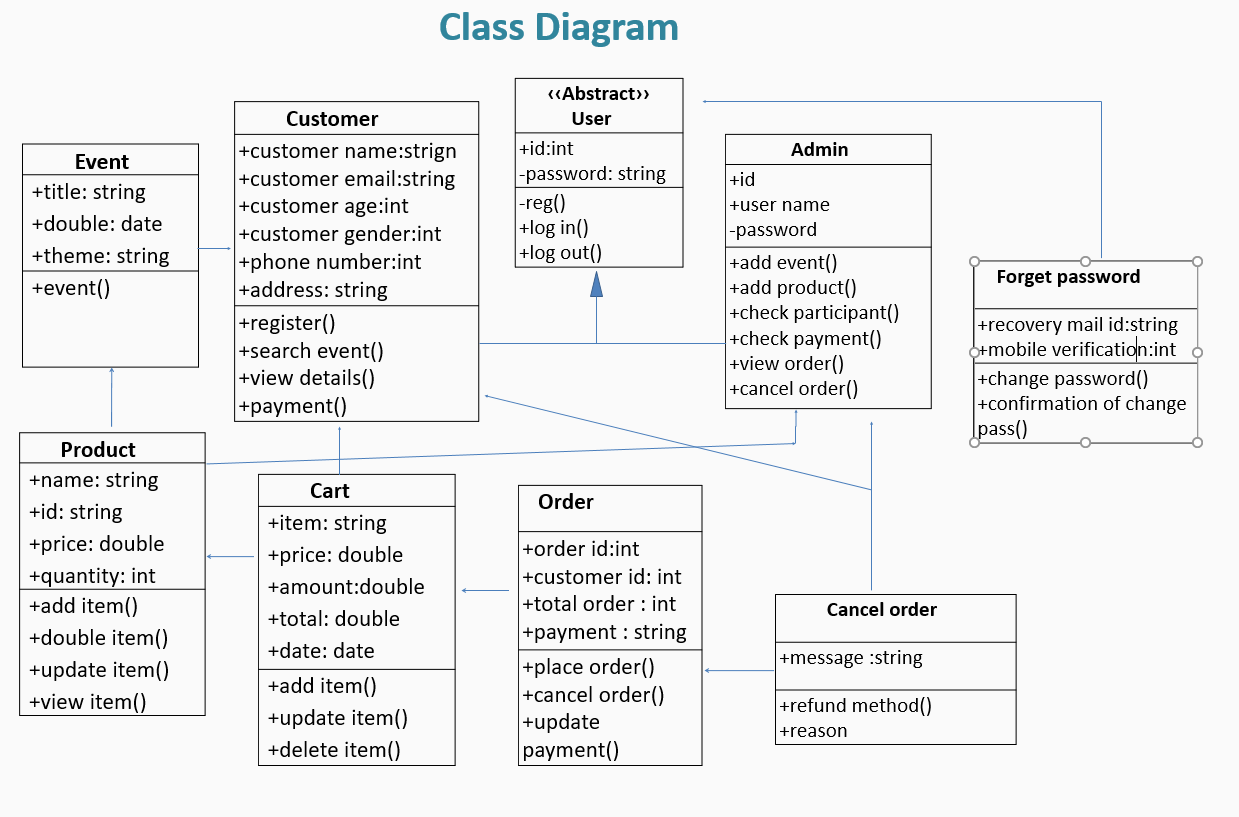 Class Diagram
Event
+title: string
+double: date
+theme: string
+event()
Customer
+customer name:strign
+customer email:string
+customer age:int
+customer gender:int
+phone number:int
+address: string
+register()
+search event()
+view details()
+payment()
‹‹Abstract››
User
+id:int
-password: string
-reg()
+log in()
+log out()
Admin
+id
+user name
-password
+add event()
+add product()
+check participant()
+check payment()
+view order()
+cancel order()
Forget password
+recovery mail id:string
+mobile verification:int
+change password()
+confirmation of change
pass()
Product
+name: string
+id: string
+price: double
+quantity: int
+add item()
+double item()
+update item()
+view item()
Cart
+item: string
+price: double
+amount:double
+total: double
+date: date
+add item()
+update item()
+delete item()
Order
+order id:int
+customer id: int
+total order : int
+payment : string
+place order()
+cancel order()
+update
payment()
Cancel order
+message :string
+refund method()
+reason